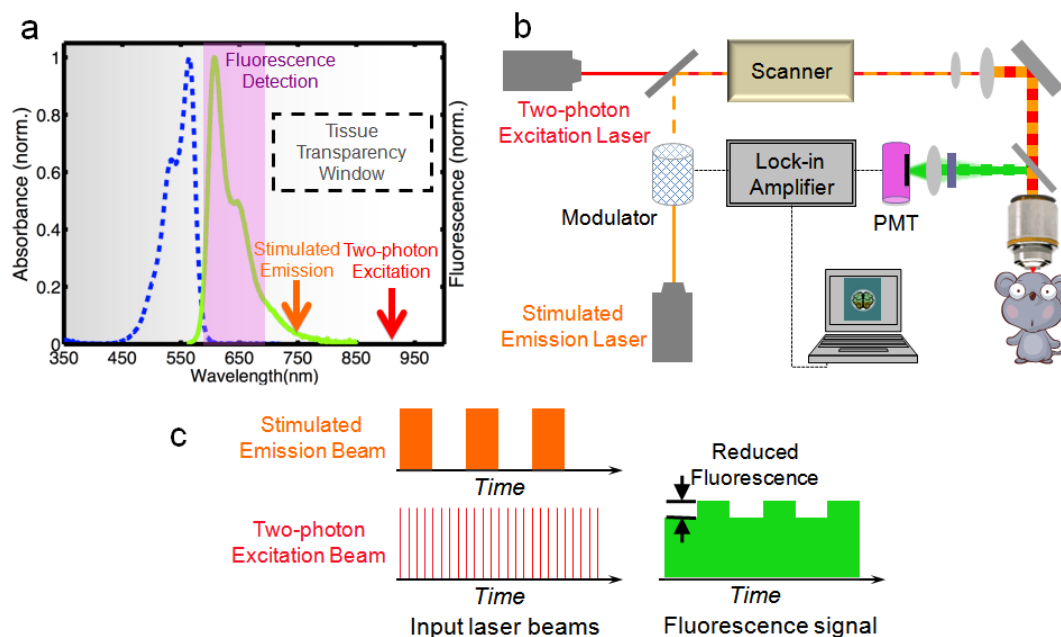 a
Absorbance (norm.)
1
0.8
0.6
0.4
0.2
0
Fluorescence
Detection
Tissue
Transparency
Window
Stimulated
Emission
Two-photon
Excitation
350
450
550
650
750
850
950
Wavelength(nm)
Fluorescence (norm.)
b
Two-photon
Excitation Laser
Scanner
Modulator
Lock-in
Amplifier
PMT
Stimulated
Emission Laser
c
Stimulated
Emission Beam
Time
Two-photon
Excitation Beam
Time
Input laser beams
Reduced
Fluorescence
Time
Fluorescence signal